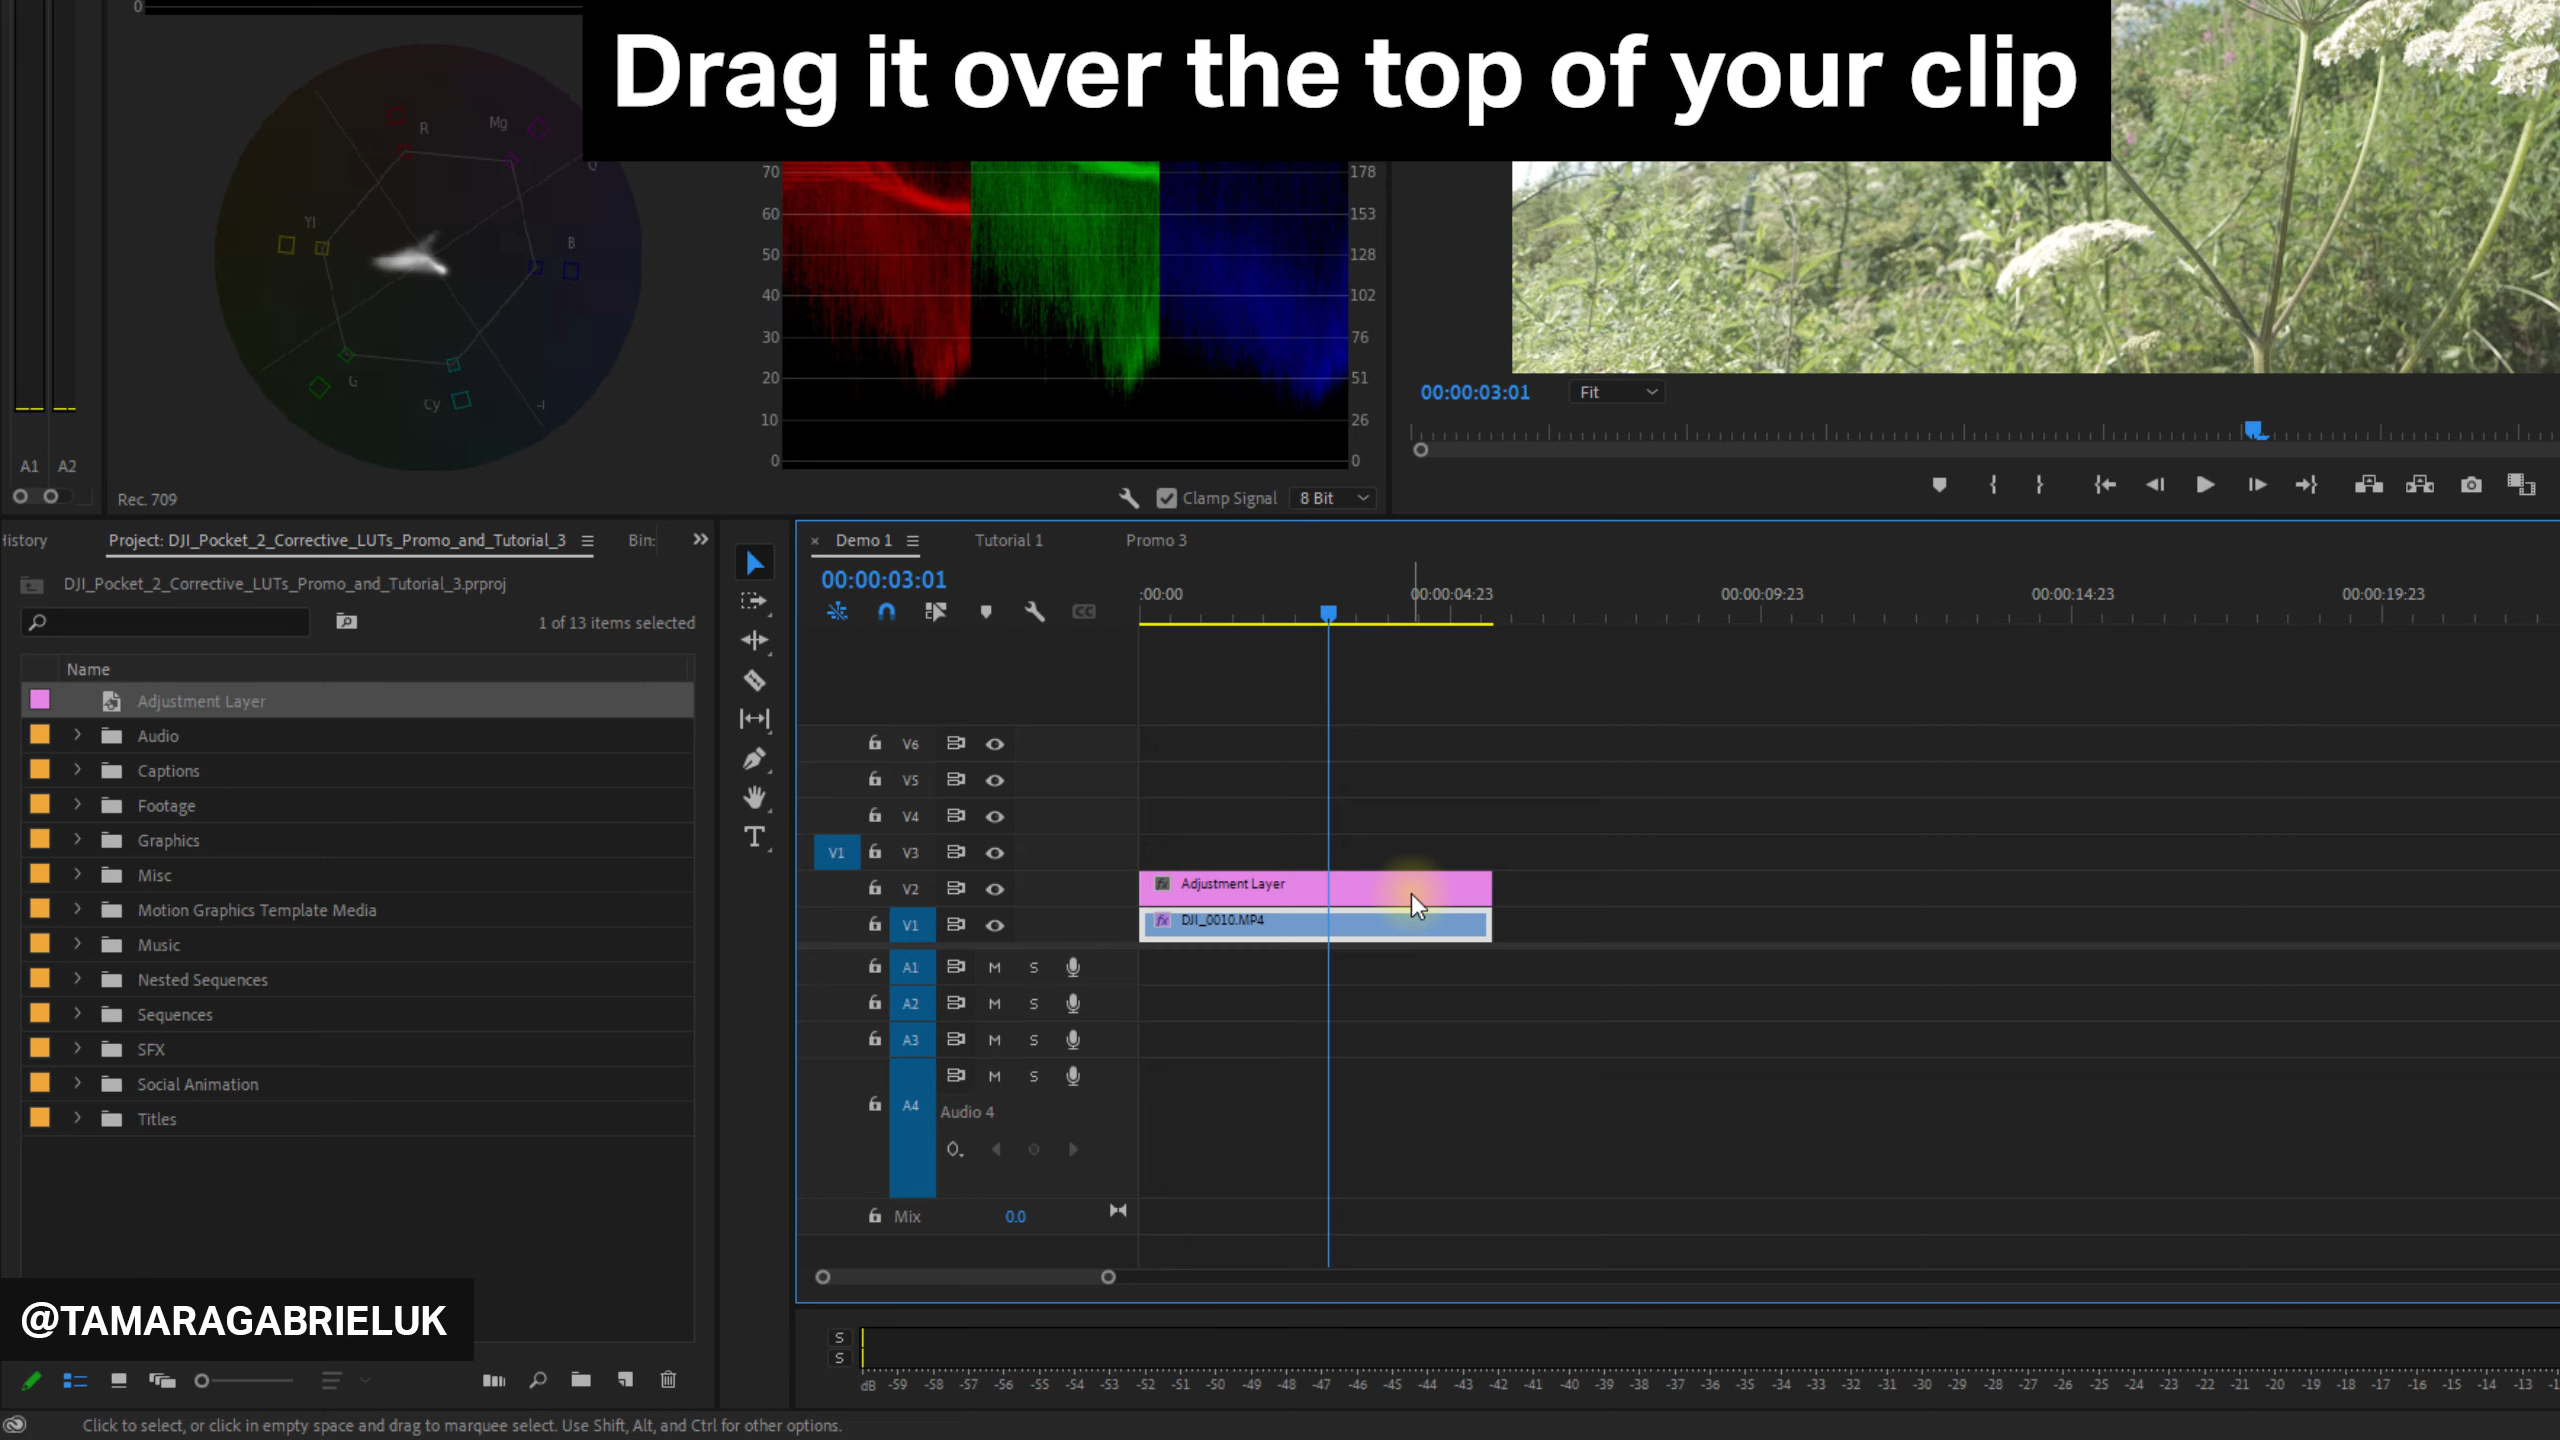 Drag it over the top of your clip
0
R
Mg
Q
Yl
B
G
Cy
-I
Rec. 709
A1 A2
70 178
60 153
50 128
40 102
30 76
20 51
10 26
0 0
Clamp Signal 8 Bit
00:00:03:01 Fit
History Project: DJI_Pocket_2_Corrective_LUTs_Promo_and_Tutorial_3 Bin:
DJI_Pocket_2_Corrective_LUTs_Promo_and_Tutorial_3.prproj
1 of 13 items selected
Name
Adjustment Layer
Audio
Captions
Footage
Graphics
Misc
Motion Graphics Template Media
Music
Nested Sequences
Sequences
SFX
Social Animation
Titles
× Demo 1 Tutorial 1 Promo 3
00:00:03:01
:00:00 00:00:04:23 00:00:09:23 00:00:14:23 00:00:19:23
V6
V5
V4
V1 V3
V2 fx Adjustment Layer
V1 fx DJI_0010.MP4
A1 M S
A2 M S
A3 M S
M S
A4 Audio 4
Mix 0.0
@TAMARAGABRIELUK
S
S
dB -59 -58 -57 -56 -55 -54 -53 -52 -51 -50 -49 -48 -47 -46 -45 -44 -43 -42 -41 -40 -39 -38 -37 -36 -35 -34 -33 -32 -31 -30 -29 -28 -27 -26 -25 -24 -23 -22 -21 -20 -19 -18 -17 -16 -15 -14 -13 -12
Click to select, or click in empty space and drag to marquee select. Use Shift, Alt, and Ctrl for other options.